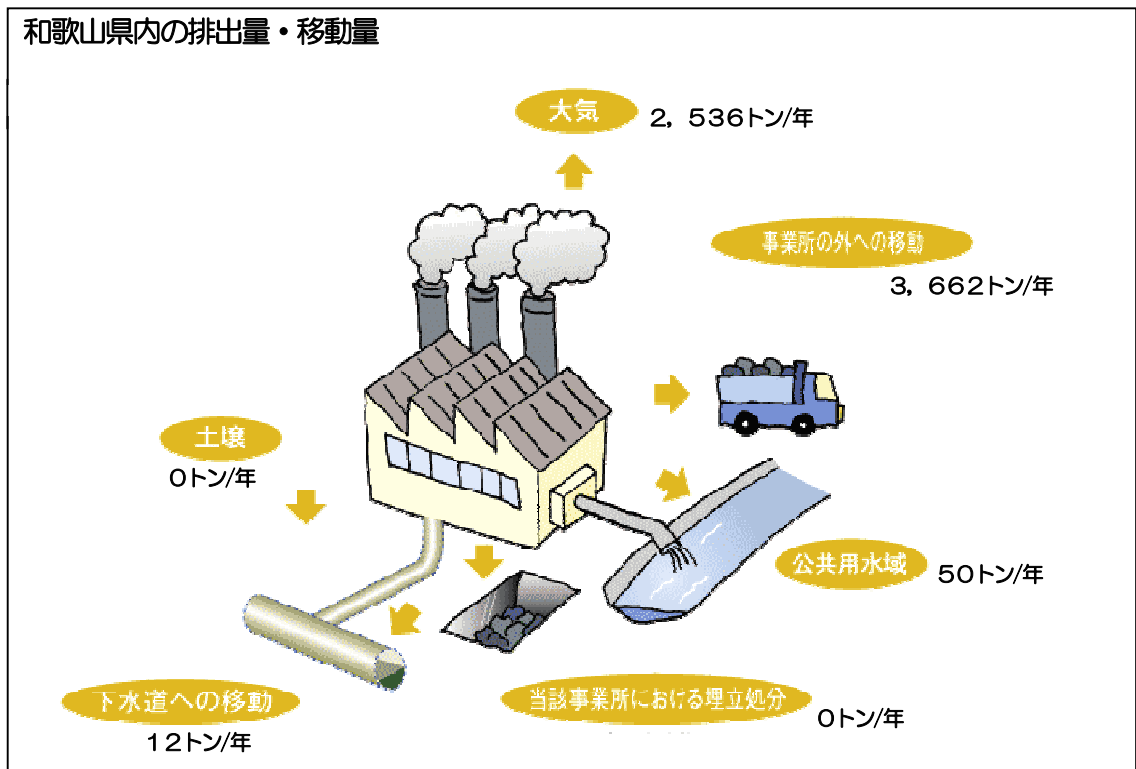 和歌山県内の排出量・移動量
大気
2，536トン/年
事業所の外への移動
3，662トン/年
土壌
0トン/年
公共用水域
50トン/年
下水道への移動
12トン/年
当該事業所における埋立処分
0トン/年